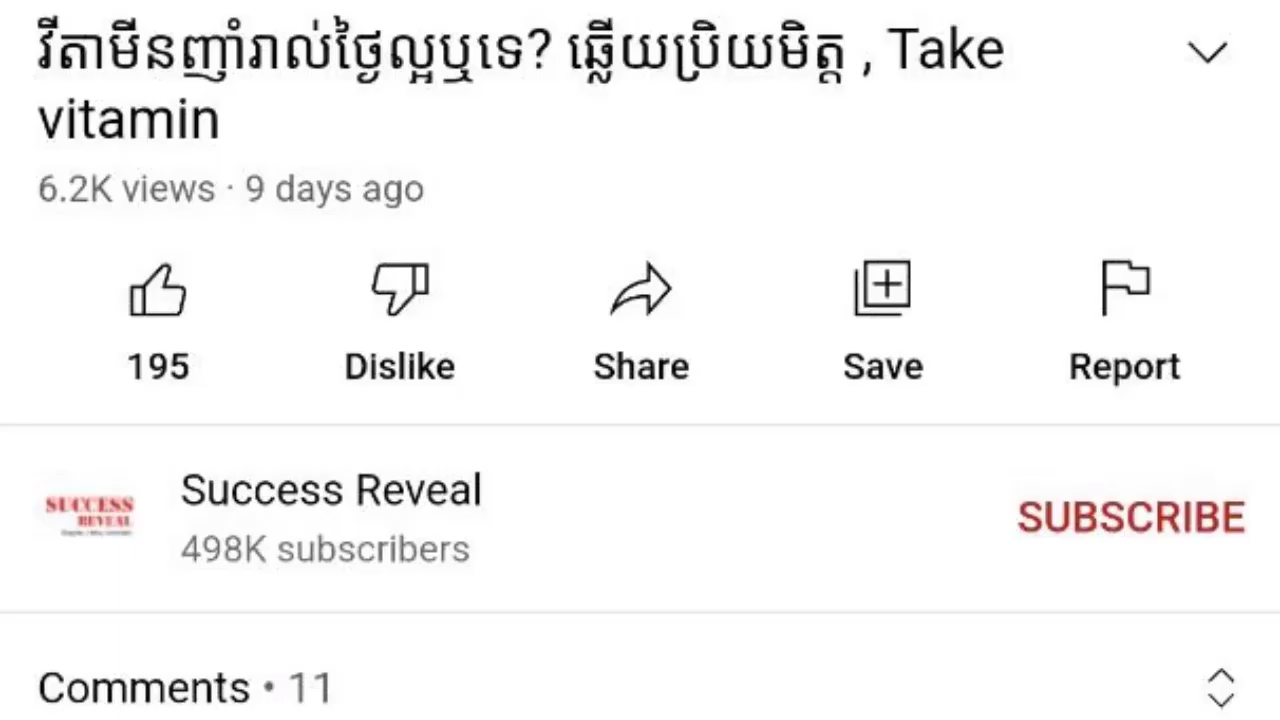 វីតាមីនញ៉ាំរាល់ថ្ងៃល្អឬទេ? ឆ្លើយប្រិយមិត្ត , Take
vitamin
6.2K views · 9 days ago
195 Dislike Share Save Report
SUCCESS
REVEAL
Success Reveal
498K subscribers
SUBSCRIBE
Comments • 11